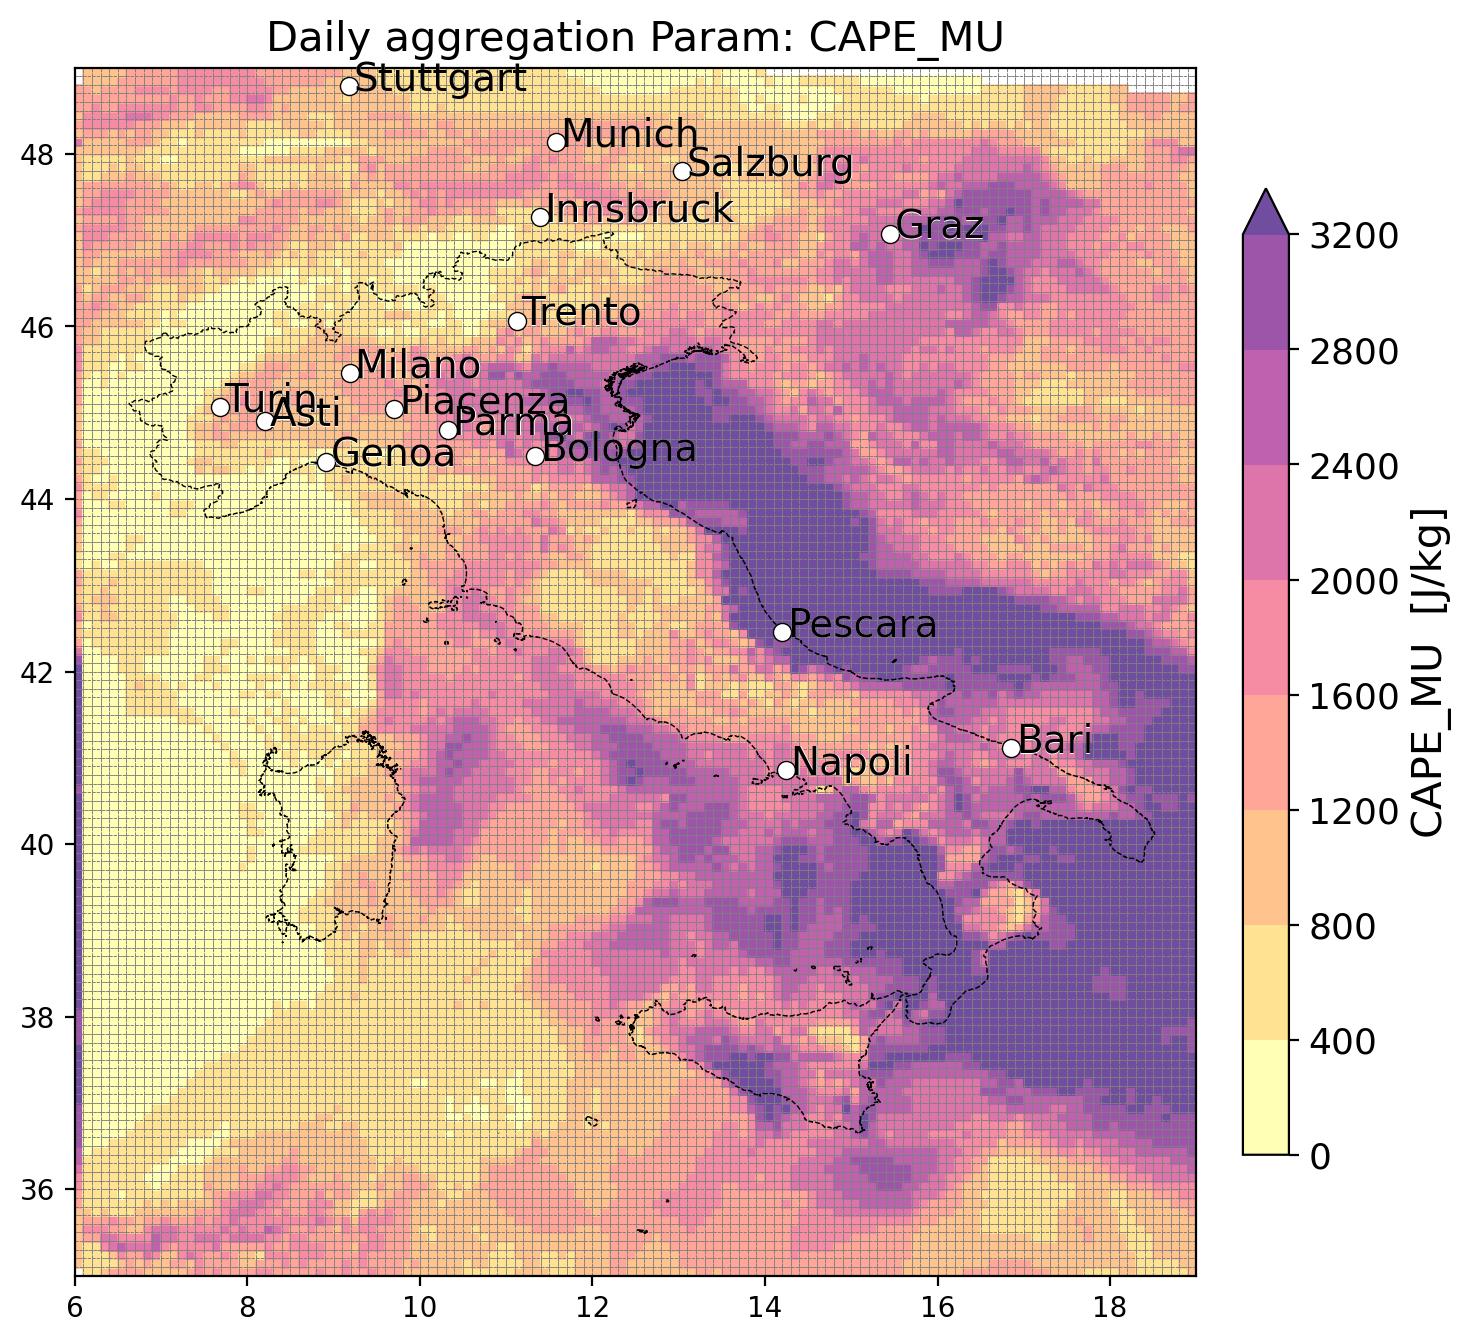 Daily aggregation Param: CAPE_MU
Stuttgart
Munich
Salzburg
Innsbruck
Graz
Trento
Milano
Turin
Asti
Piacenza
Parma
Genoa
Bologna
Pescara
Napoli
Bari
48
46
44
42
40
38
36
6
8
10
12
14
16
18
3200
2800
2400
2000
1600
1200
800
400
0
CAPE_MU [J/kg]